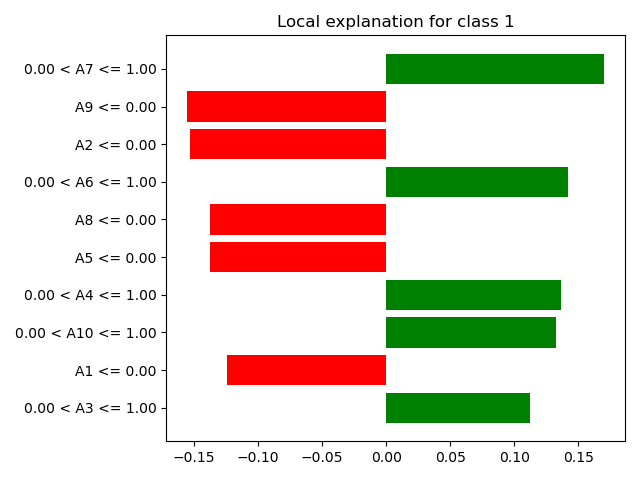 Local explanation for class 1
0.00 < A7 <= 1.00
A9 <= 0.00
A2 <= 0.00
0.00 < A6 <= 1.00
A8 <= 0.00
A5 <= 0.00
0.00 < A4 <= 1.00
0.00 < A10 <= 1.00
A1 <= 0.00
0.00 < A3 <= 1.00
−0.15 −0.10 −0.05 0.00 0.05 0.10 0.15